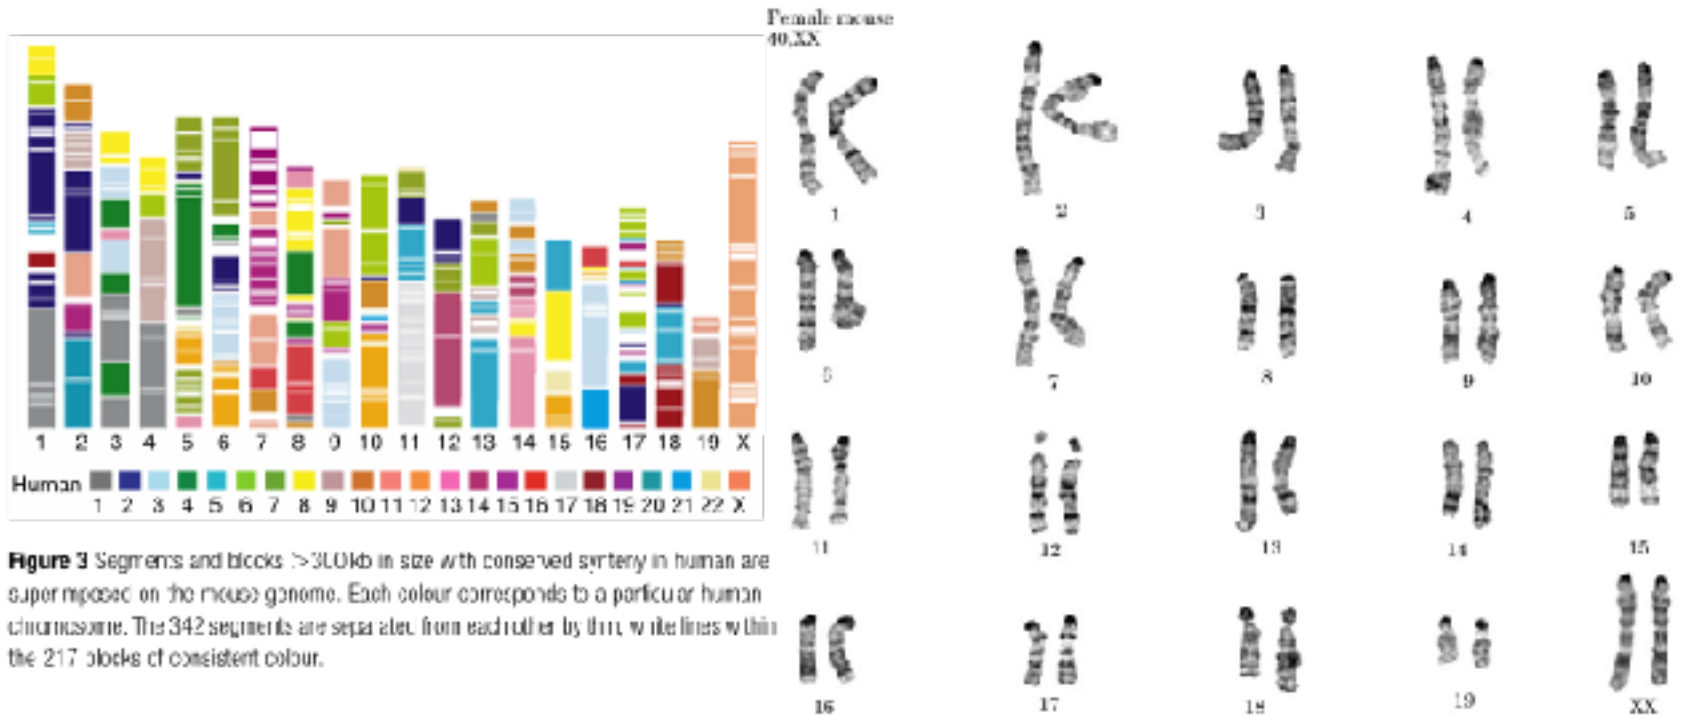 1 2 3 4 5 6 7 8 9 10 11 12 13 14 15 16 17 18 19 X
Human
1 2 3 4 5 6 7 8 9 10 11 12 13 14 15 16 17 18 19 20 21 22 X
Figure 3 Segments and blocks >300 kb in size with conserved synteny in human are
superimposed on the mouse genome. Each colour corresponds to a particular human
chromosome. The 342 segments are separated from each other by thin, white lines within
the 217 blocks of consistent colour.
Female mouse
40,XX
1 2 3 4 5
6 7 8 9 10
11 12 13 14 15
16 17 18 19 XX